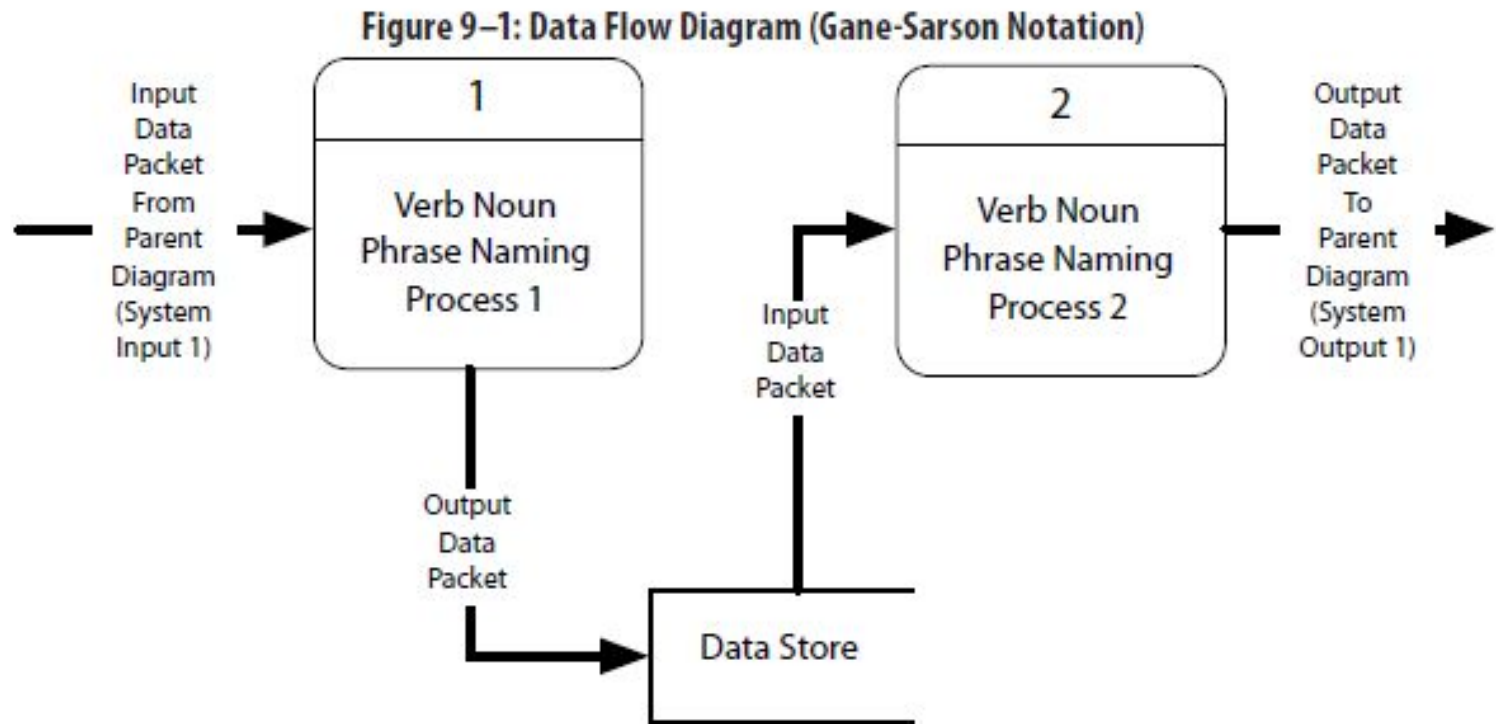 Figure 9–1: Data Flow Diagram (Gane-Sarson Notation)
Input
Data
Packet
From
Parent
Diagram
(System
Input 1)
1
Verb Noun
Phrase Naming
Process 1
Output
Data
Packet
Data Store
Input
Data
Packet
2
Verb Noun
Phrase Naming
Process 2
Output
Data
Packet
To
Parent
Diagram
(System
Output 1)